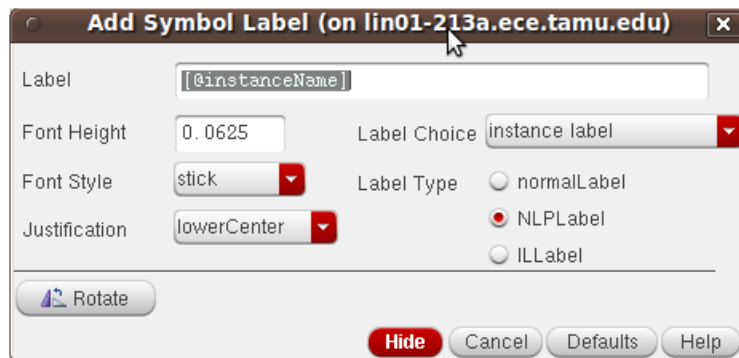 Add Symbol Label (on lin01-213a.ece.tamu.edu)
Label [@instanceName]
Font Height 0.0625 Label Choice instance label
Font Style stick Label Type normalLabel
NLPLabel
Justification lowerCenter
ILLabel
Rotate
Hide Cancel Defaults Help